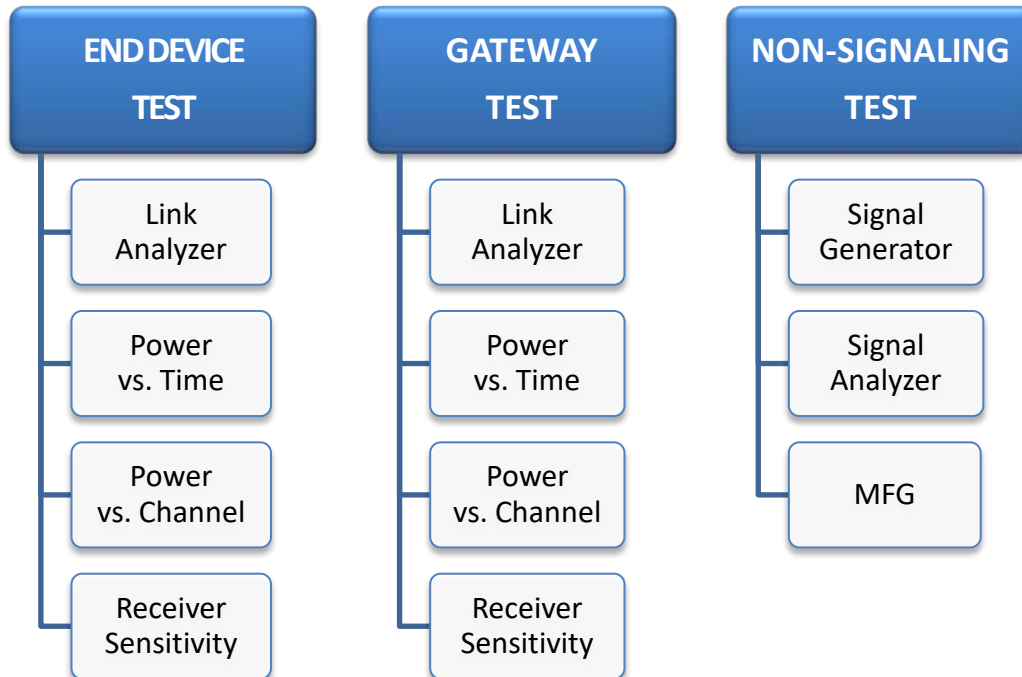 END DEVICE
TEST
Link
Analyzer
Power
vs. Time
Power
vs. Channel
Receiver
Sensitivity
GATEWAY
TEST
Link
Analyzer
Power
vs. Time
Power
vs. Channel
Receiver
Sensitivity
NON-SIGNALING
TEST
Signal
Generator
Signal
Analyzer
MFG